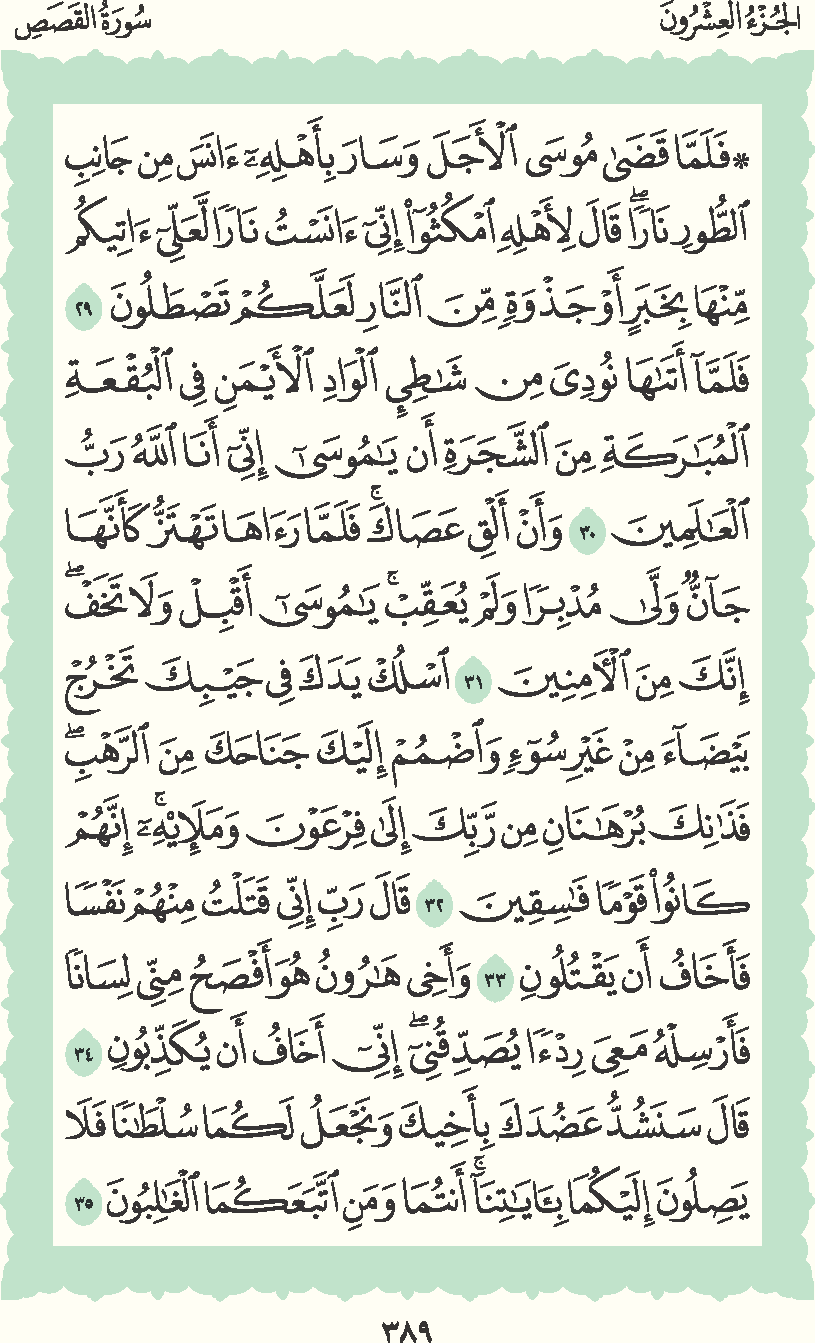 الجُزْءُ العِشْرُونَ
سُورَةُ القَصَصِ
*فَلَمَّا قَضَىٰ مُوسَى ٱلْأَجَلَ وَسَارَ بِأَهْلِهِۦٓ ءَانَسَ مِن جَانِبِ
ٱلطُّورِ نَارًاۖ قَالَ لِأَهْلِهِ ٱمْكُثُوٓا۟ إِنِّىٓ ءَانَسْتُ نَارًا لَّعَلِّىٓ ءَاتِيكُم
مِّنْهَا بِخَبَرٍ أَوْ جَذْوَةٍ مِّنَ ٱلنَّارِ لَعَلَّكُمْ تَصْطَلُونَ ٢٩
فَلَمَّآ أَتَىٰهَا نُودِىَ مِن شَٰطِئِ ٱلْوَادِ ٱلْأَيْمَنِ فِى ٱلْبُقْعَةِ
ٱلْمُبَٰرَكَةِ مِنَ ٱلشَّجَرَةِ أَن يَٰمُوسَىٰٓ إِنِّىٓ أَنَا ٱللَّهُ رَبُّ
ٱلْعَٰلَمِينَ ٣٠ وَأَنْ أَلْقِ عَصَاكَۚ فَلَمَّا رَءَاهَا تَهْتَزُّ كَأَنَّهَا
جَآنٌّ وَلَّىٰ مُدْبِرًا وَلَمْ يُعَقِّبْۚ يَٰمُوسَىٰٓ أَقْبِلْ وَلَا تَخَفْۖ
إِنَّكَ مِنَ ٱلْـَٔامِنِينَ ٣١ ٱسْلُكْ يَدَكَ فِى جَيْبِكَ تَخْرُجْ
بَيْضَآءَ مِنْ غَيْرِ سُوٓءٍ وَٱضْمُمْ إِلَيْكَ جَنَاحَكَ مِنَ ٱلرَّهْبِۖ
فَذَٰنِكَ بُرْهَٰنَانِ مِن رَّبِّكَ إِلَىٰ فِرْعَوْنَ وَمَلَإِي۟هِۦٓۚ إِنَّهُمْ
كَانُوا۟ قَوْمًا فَٰسِقِينَ ٣٢ قَالَ رَبِّ إِنِّى قَتَلْتُ مِنْهُمْ نَفْسًا
فَأَخَافُ أَن يَقْتُلُونِ ٣٣ وَأَخِى هَٰرُونُ هُوَ أَفْصَحُ مِنِّى لِسَانًا
فَأَرْسِلْهُ مَعِىَ رِدْءًا يُصَدِّقُنِىٓۖ إِنِّىٓ أَخَافُ أَن يُكَذِّبُونِ ٣٤
قَالَ سَنَشُدُّ عَضُدَكَ بِأَخِيكَ وَنَجْعَلُ لَكُمَا سُلْطَٰنًا فَلَا
يَصِلُونَ إِلَيْكُمَا بِـَٔايَٰتِنَآۚ أَنتُمَا وَمَنِ ٱتَّبَعَكُمَا ٱلْغَٰلِبُونَ ٣٥
٣٨٩